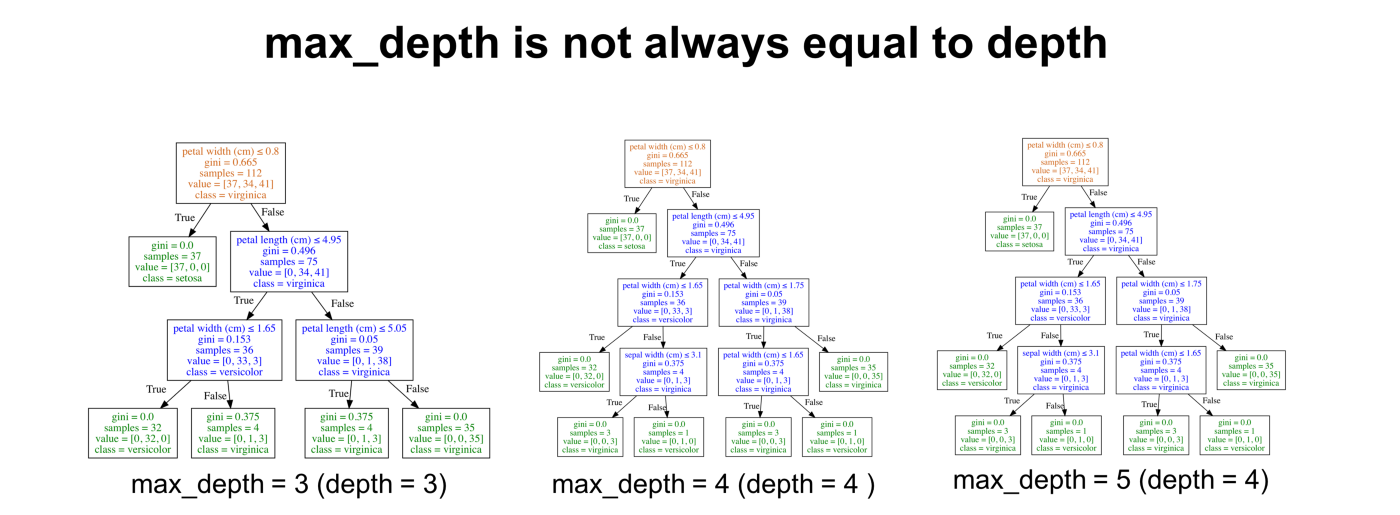 max_depth is not always equal to depth
petal width (cm) ≤ 0.8
gini = 0.665
samples = 112
value = [37, 34, 41]
class = virginica
True
False
gini = 0.0
samples = 37
value = [37, 0, 0]
class = setosa
petal length (cm) ≤ 4.95
gini = 0.496
samples = 75
value = [0, 34, 41]
class = virginica
True
False
petal width (cm) ≤ 1.65
gini = 0.153
samples = 36
value = [0, 33, 3]
class = versicolor
petal length (cm) ≤ 5.05
gini = 0.05
samples = 39
value = [0, 1, 38]
class = virginica
True
False
True
False
gini = 0.0
samples = 32
value = [0, 32, 0]
class = versicolor
gini = 0.375
samples = 4
value = [0, 1, 3]
class = virginica
gini = 0.375
samples = 4
value = [0, 1, 3]
class = virginica
gini = 0.0
samples = 35
value = [0, 0, 35]
class = virginica
max_depth = 3 (depth = 3)
petal width (cm) ≤ 0.8
gini = 0.665
samples = 112
value = [37, 34, 41]
class = virginica
True
False
gini = 0.0
samples = 37
value = [37, 0, 0]
class = setosa
petal length (cm) ≤ 4.95
gini = 0.496
samples = 75
value = [0, 34, 41]
class = virginica
True
False
petal width (cm) ≤ 1.65
gini = 0.153
samples = 36
value = [0, 33, 3]
class = versicolor
petal width (cm) ≤ 1.75
gini = 0.05
samples = 39
value = [0, 1, 38]
class = virginica
True
False
True
False
gini = 0.0
samples = 32
value = [0, 32, 0]
class = versicolor
sepal width (cm) ≤ 3.1
gini = 0.375
samples = 4
value = [0, 1, 3]
class = virginica
petal width (cm) ≤ 1.65
gini = 0.375
samples = 4
value = [0, 1, 3]
class = virginica
gini = 0.0
samples = 35
value = [0, 0, 35]
class = virginica
True
False
True
False
gini = 0.0
samples = 3
value = [0, 0, 3]
class = virginica
gini = 0.0
samples = 1
value = [0, 1, 0]
class = versicolor
gini = 0.0
samples = 3
value = [0, 0, 3]
class = virginica
gini = 0.0
samples = 1
value = [0, 1, 0]
class = versicolor
max_depth = 4 (depth = 4 )
petal width (cm) ≤ 0.8
gini = 0.665
samples = 112
value = [37, 34, 41]
class = virginica
True
False
gini = 0.0
samples = 37
value = [37, 0, 0]
class = setosa
petal length (cm) ≤ 4.95
gini = 0.496
samples = 75
value = [0, 34, 41]
class = virginica
True
False
petal width (cm) ≤ 1.65
gini = 0.153
samples = 36
value = [0, 33, 3]
class = versicolor
petal width (cm) ≤ 1.75
gini = 0.05
samples = 39
value = [0, 1, 38]
class = virginica
True
False
True
False
gini = 0.0
samples = 32
value = [0, 32, 0]
class = versicolor
sepal width (cm) ≤ 3.1
gini = 0.375
samples = 4
value = [0, 1, 3]
class = virginica
petal width (cm) ≤ 1.65
gini = 0.375
samples = 4
value = [0, 1, 3]
class = virginica
gini = 0.0
samples = 35
value = [0, 0, 35]
class = virginica
True
False
True
False
gini = 0.0
samples = 3
value = [0, 0, 3]
class = virginica
gini = 0.0
samples = 1
value = [0, 1, 0]
class = versicolor
gini = 0.0
samples = 3
value = [0, 0, 3]
class = virginica
gini = 0.0
samples = 1
value = [0, 1, 0]
class = versicolor
max_depth = 5 (depth = 4)